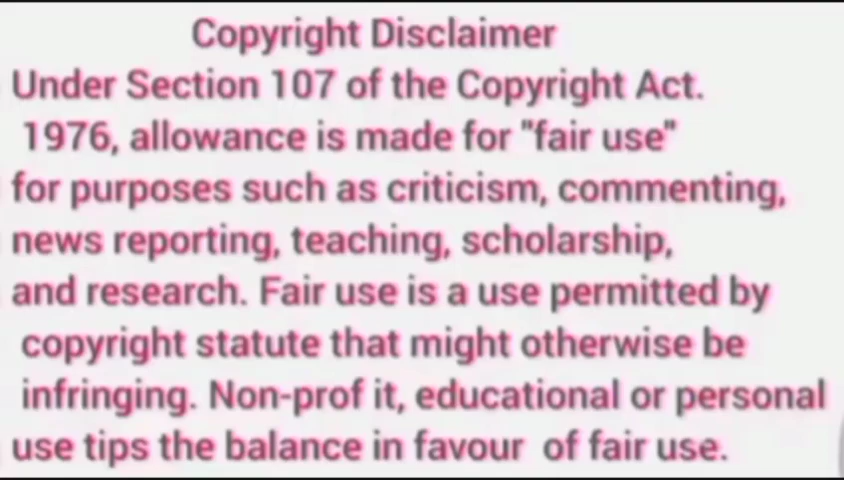 Copyright Disclaimer
Under Section 107 of the Copyright Act.
1976, allowance is made for "fair use"
for purposes such as criticism, commenting,
news reporting, teaching, scholarship,
and research. Fair use is a use permitted by
copyright statute that might otherwise be
infringing. Non-prof it, educational or personal
use tips the balance in favour of fair use.